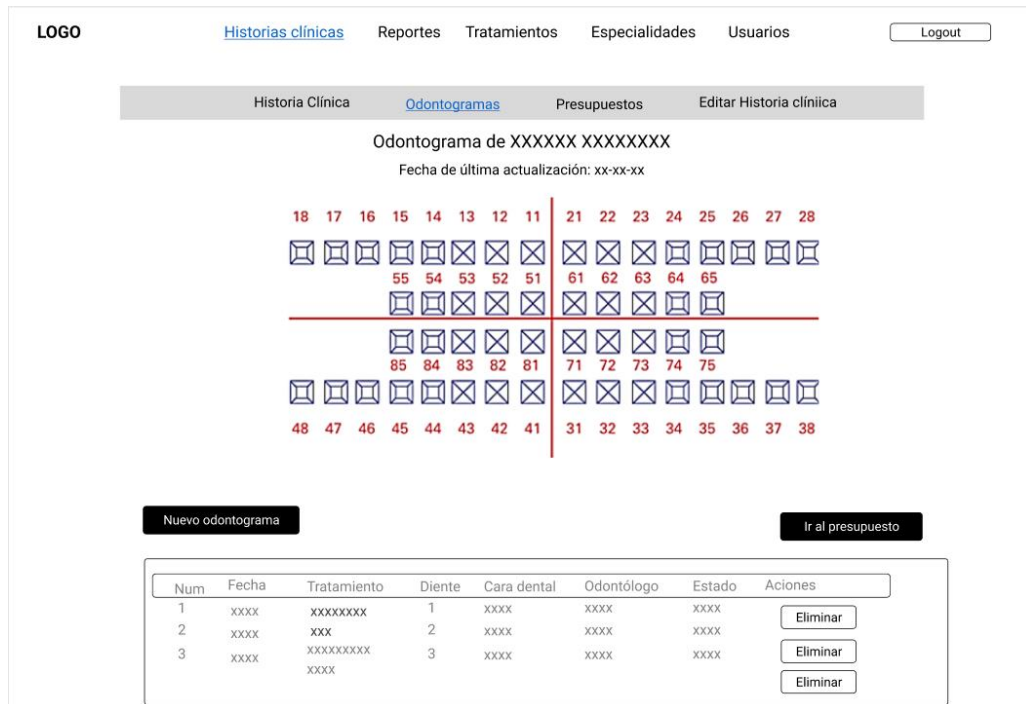 LOGO Historias clínicas Reportes Tratamientos Especialidades Usuarios Logout
Historia Clínica Odontogramas Presupuestos Editar Historia clíniica
Odontograma de XXXXXX XXXXXXXX
Fecha de última actualización: xx-xx-xx
18 17 16 15 14 13 12 11 21 22 23 24 25 26 27 28
55 54 53 52 51 61 62 63 64 65
85 84 83 82 81 71 72 73 74 75
48 47 46 45 44 43 42 41 31 32 33 34 35 36 37 38
Nuevo odontograma Ir al presupuesto
Num Fecha Tratamiento Diente Cara dental Odontólogo Estado Aciones
1 xxxx xxxxxxxx 1 xxxx xxxx xxxx Eliminar
2 xxxx xxx 2 xxxx xxxx xxxx Eliminar
3 xxxx xxxxxxxxx 3 xxxx xxxx xxxx
xxxx Eliminar